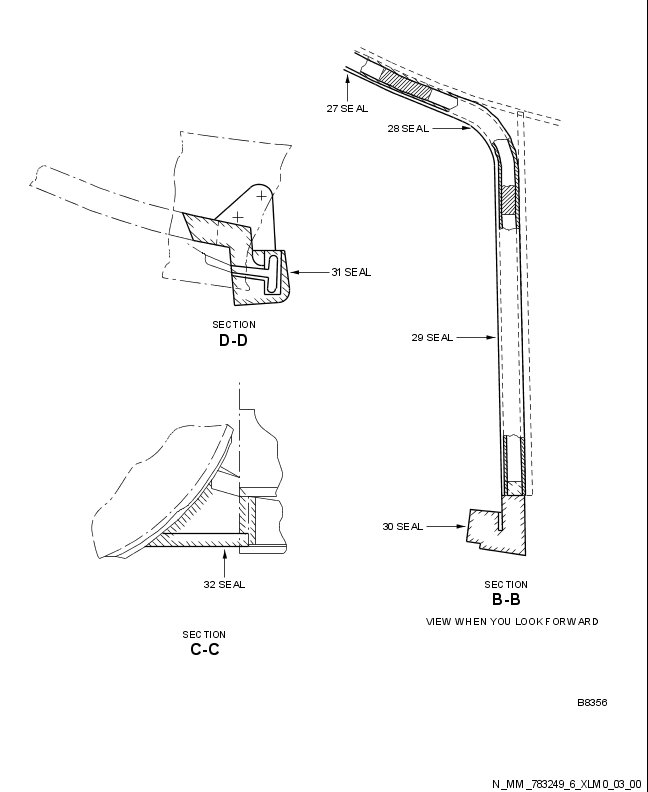 27 SEAL
28 SEAL
31 SEAL
SECTION
D-D
29 SEAL
30 SEAL
32 SEAL
SECTION
B-B
VIEW WHEN YOU LOOK FORWARD
SECTION
C-C
B8356
N_MM_783249_6_XLM0_03_00